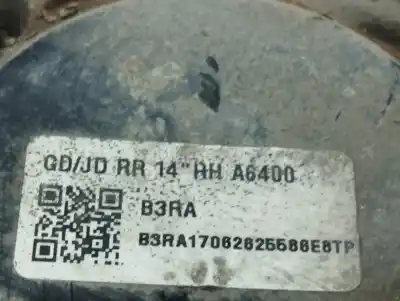 GD/JD RR 14" RH A6400
B3RA
B3RA17062625586E8TP